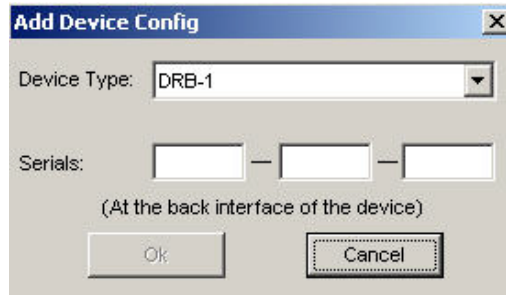 Add Device Config
Device Type: DRB-1
Serials: — —
(At the back interface of the device)
Ok Cancel